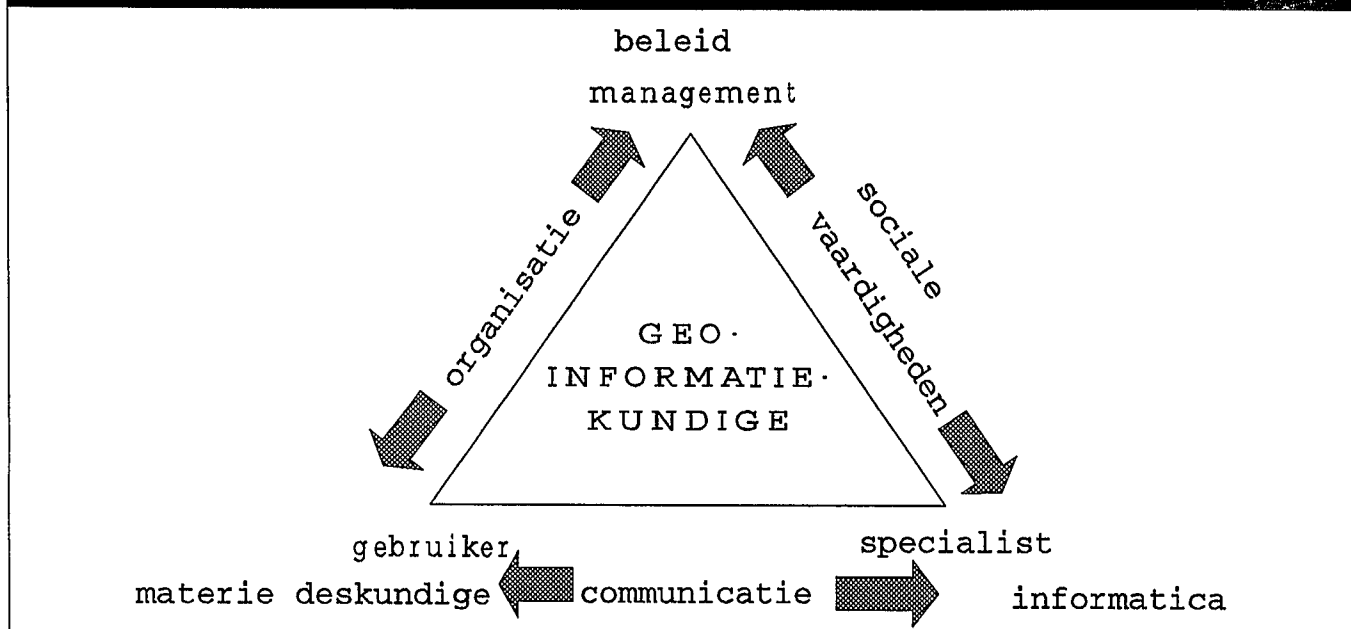 beleid
management
organisatie
sociale
vaardigheden
GEO·
INFORMATIE·
KUNDIGE
gebruiker
specialist
materie deskundige
communicatie
informatica